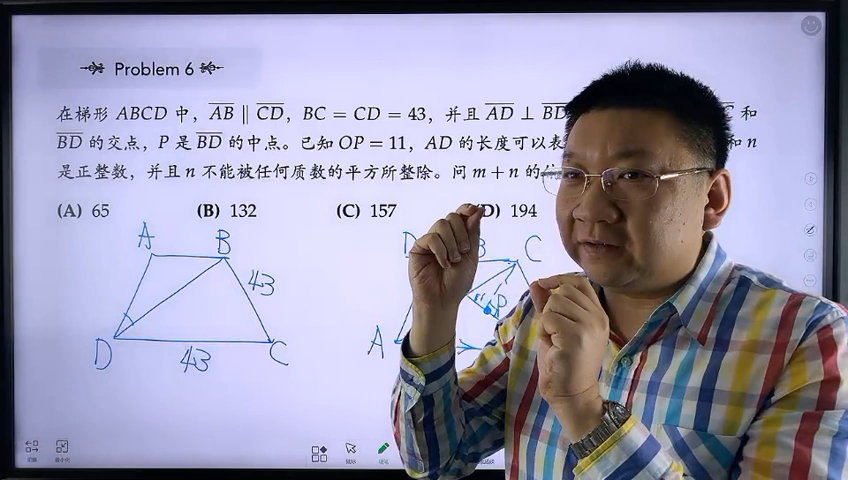 Problem 6
在梯形 ABCD 中，AB ∥ CD，BC = CD = 43，并且 AD ⊥ BD 和
BD 的交点，P 是 BD 的中点。已知 OP = 11，AD 的长度可以表 和 n
是正整数，并且 n 不能被任何质数的平方所整除。问 m + n 的
(A) 65 (B) 132 (C) 157 (D) 194
A B
43
D 43 C
C
P
11
A